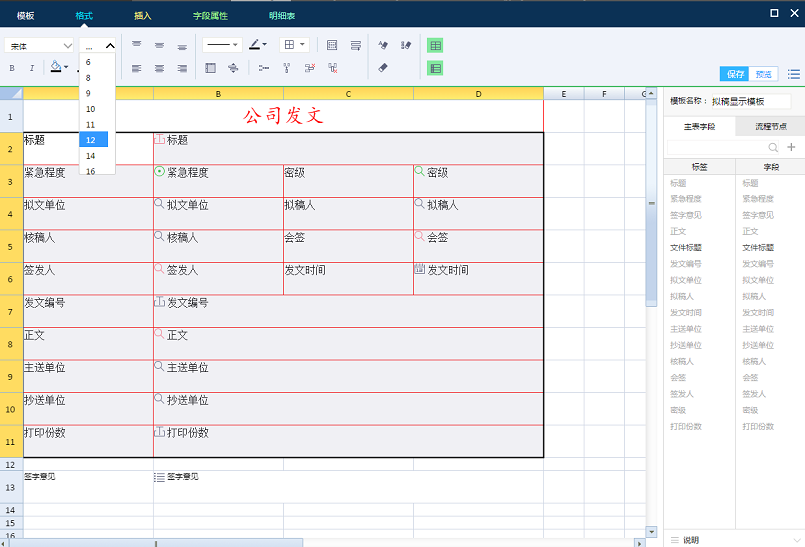 模板 格式 插入 字段属性 明细表
宋体 ...
6
B I
8
9
10
11
12
14
16
保存 预览
B C D E F G
1 公司发文
2 标题 标题
3 紧急程度 紧急程度 密级 密级
4 拟文单位 拟文单位 拟稿人 拟稿人
5 核稿人 核稿人 会签 会签
6 签发人 签发人 发文时间 发文时间
7 发文编号 发文编号
8 正文 正文
9 主送单位 主送单位
10 抄送单位 抄送单位
11 打印份数 打印份数
12
13 签字意见 签字意见
14
15
16
模板名称： 拟稿显示模板
主表字段 流程节点
标签 字段
标题 标题
紧急程度 紧急程度
签字意见 签字意见
正文 正文
文件标题 文件标题
发文编号 发文编号
拟文单位 拟文单位
拟稿人 拟稿人
发文时间 发文时间
主送单位 主送单位
抄送单位 抄送单位
核稿人 核稿人
会签 会签
签发人 签发人
密级 密级
打印份数 打印份数
说明